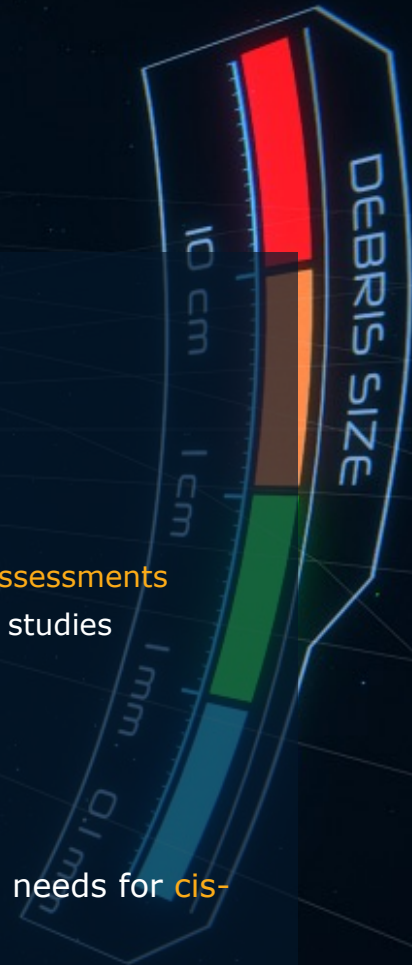 DEBRIS SIZE
10 cm
1 cm
ssessments
studies
1 mm
0.1 mm
needs for cis-